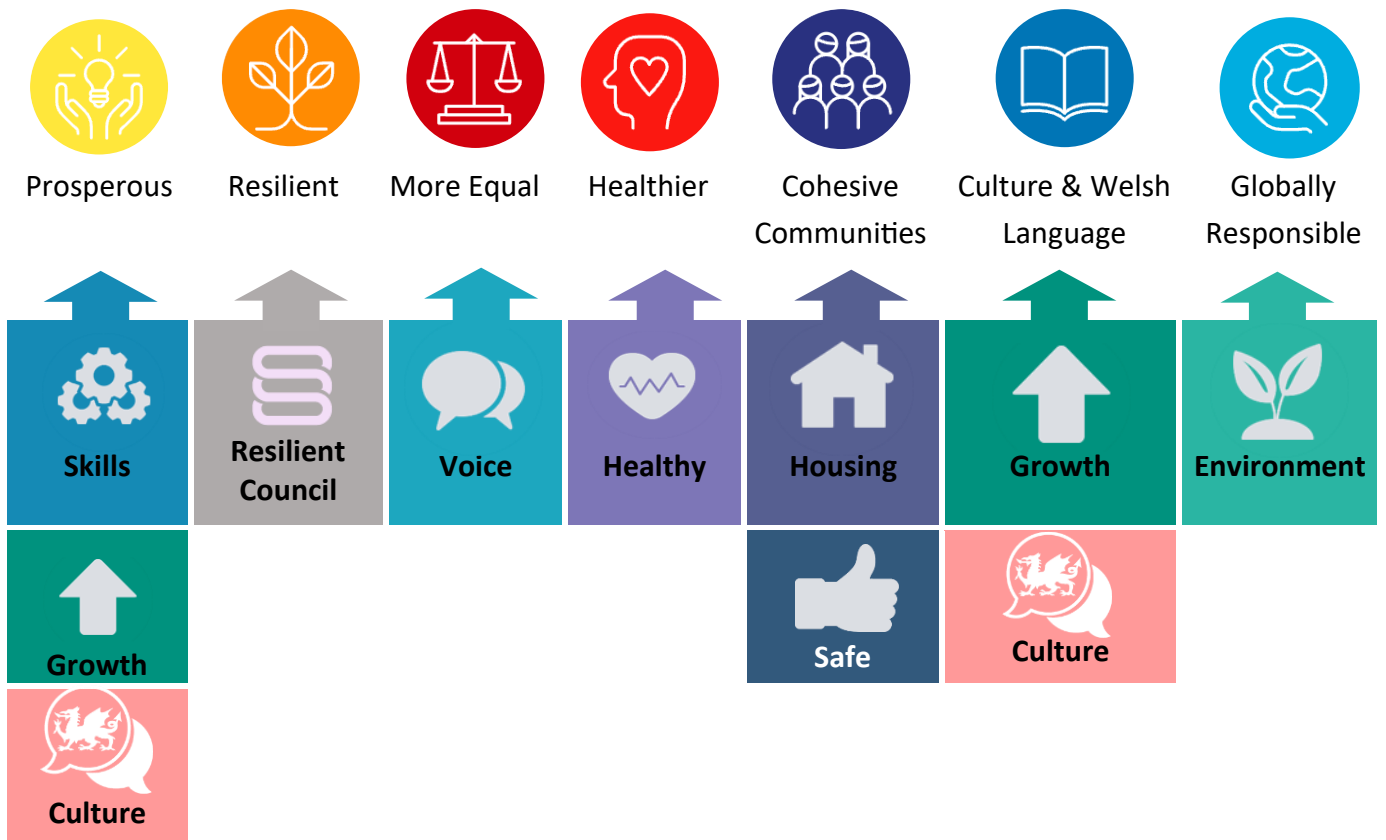 Prosperous
Resilient
More Equal
Healthier
Cohesive
Communities
Culture & Welsh
Language
Globally
Responsible
Skills
Resilient
Council
Voice
Healthy
Housing
Growth
Environment
Growth
Safe
Culture
Culture